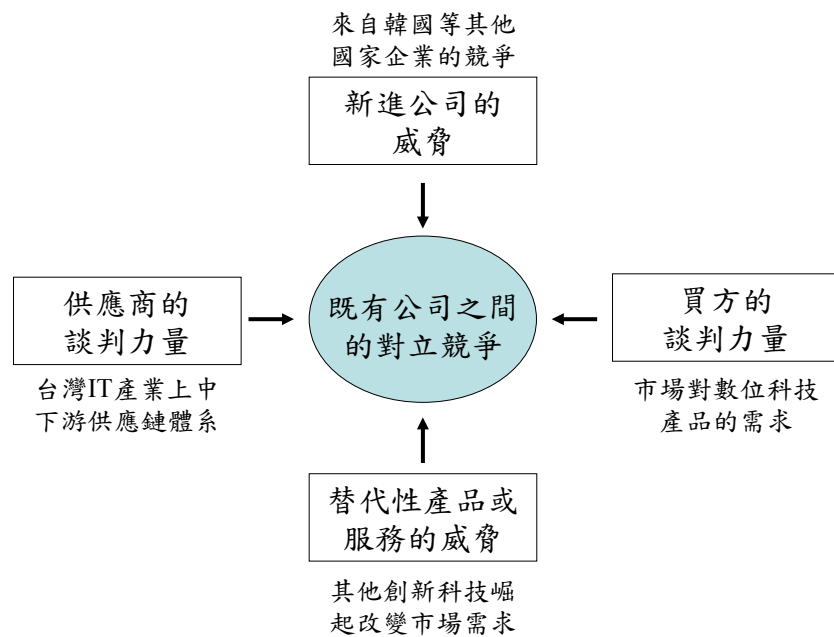 來自韓國等其他
國家企業的競爭
新進公司的
威脅
供應商的
談判力量
台灣IT產業上中
下游供應鏈體系
既有公司之間
的對立競爭
買方的
談判力量
市場對數位科技
產品的需求
替代性產品或
服務的威脅
其他創新科技崛
起改變市場需求